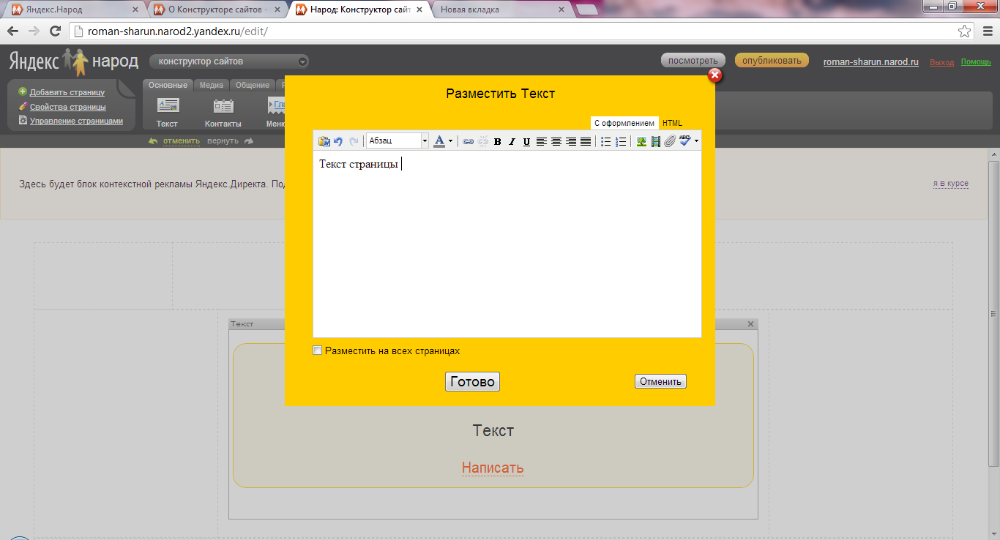 Яндекс.Народ
О Конструкторе сайтов -
Народ: Конструктор сайт
Новая вкладка
roman-sharun.narod2.yandex.ru/edit/
Яндекс народ
конструктор сайтов
посмотреть
опубликовать
roman-sharun.narod.ru
Выход
Помощь
Добавить страницу
Свойства страницы
Управление страницами
Основные
Медиа
Общение
Текст
Контакты
отменить
вернуть
Разместить Текст
С оформлением
HTML
Абзац
Текст страницы
Разместить на всех страницах
Готово
Отменить
Здесь будет блок контекстной рекламы Яндекс.Директа.
я в курсе
Текст
Текст
Написать